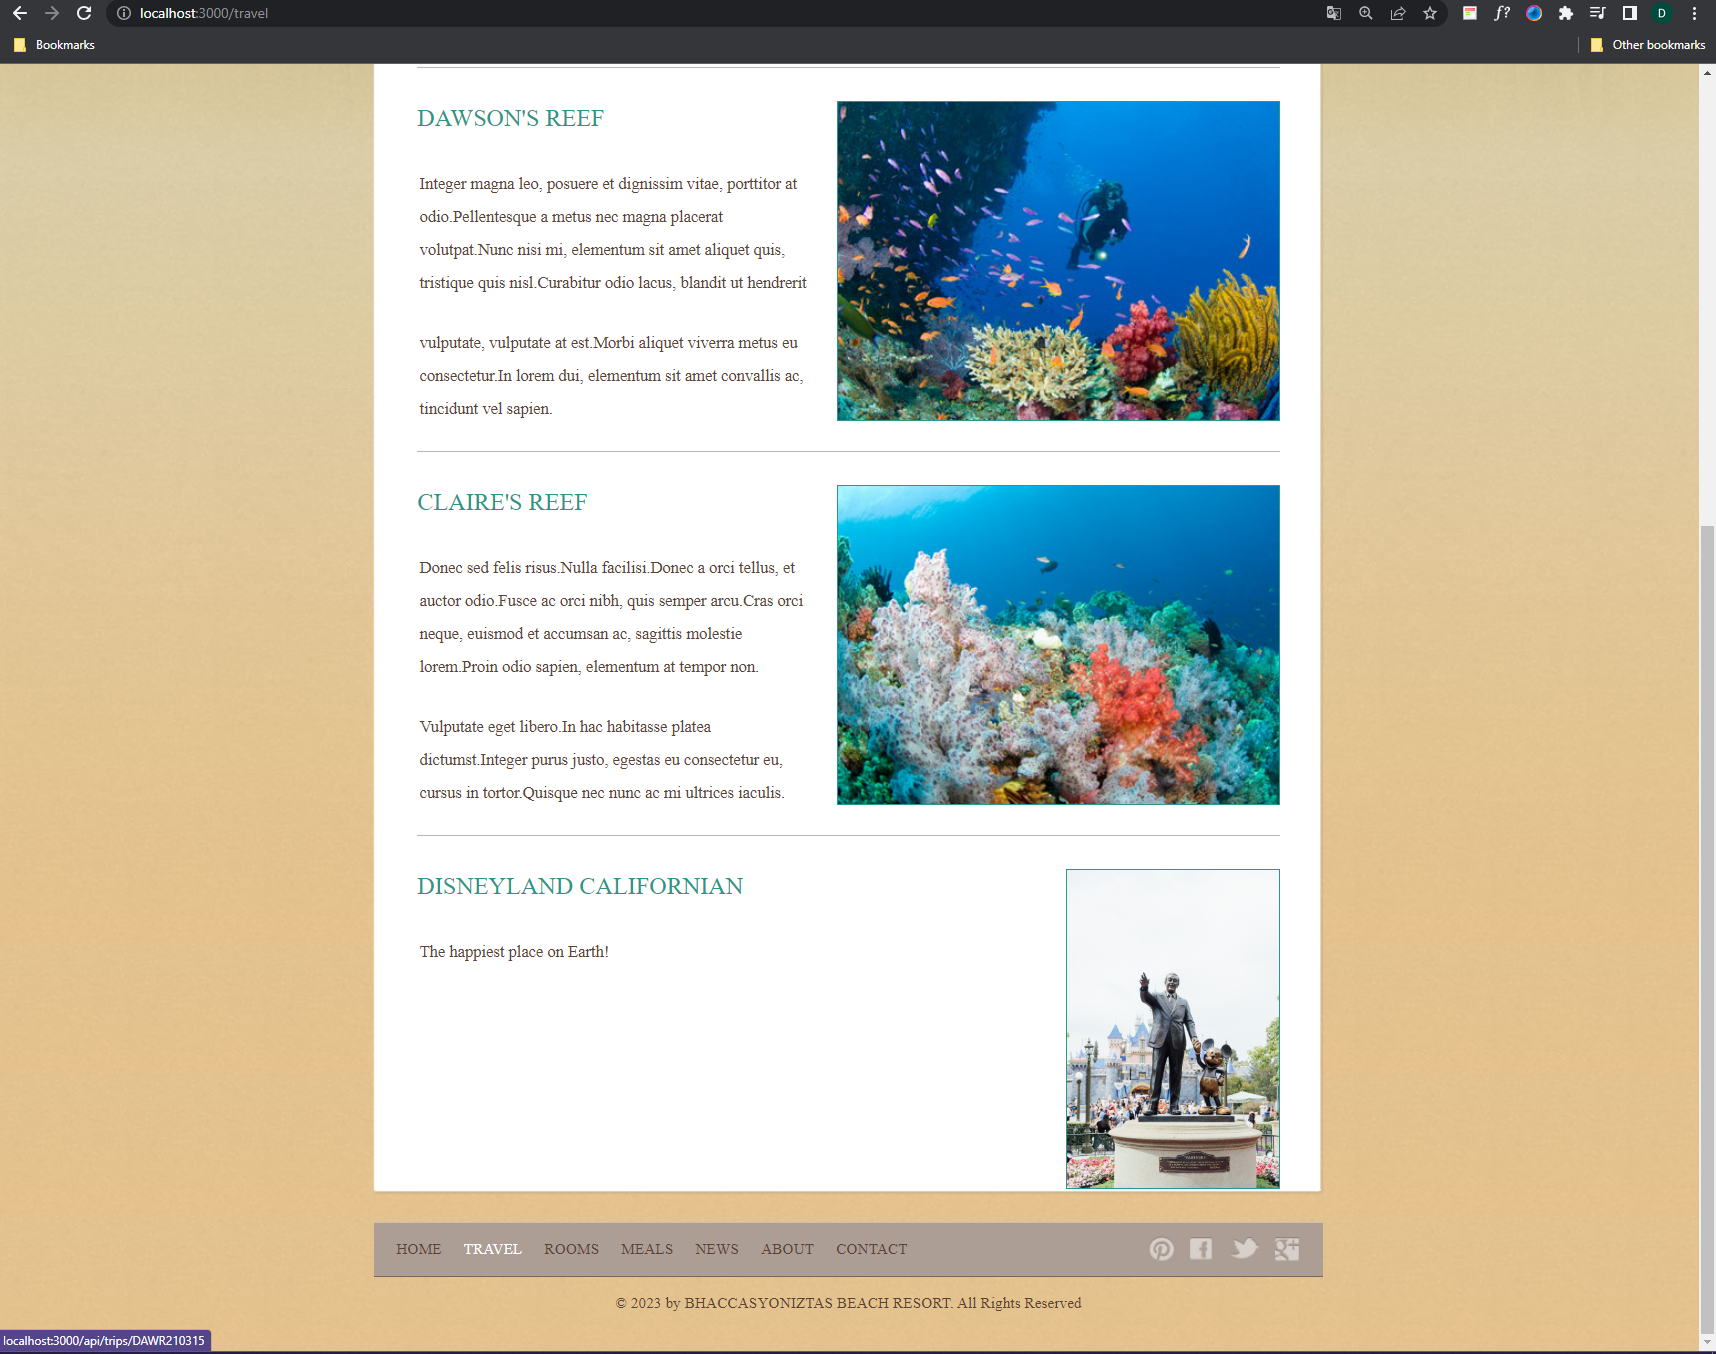 localhost:3000/travel
Bookmarks
Other bookmarks
DAWSON'S REEF
Integer magna leo, posuere et dignissim vitae, porttitor at
odio.Pellentesque a metus nec magna placerat
volutpat.Nunc nisi mi, elementum sit amet aliquet quis,
tristique quis nisl.Curabitur odio lacus, blandit ut hendrerit
vulputate, vulputate at est.Morbi aliquet viverra metus eu
consectetur.In lorem dui, elementum sit amet convallis ac,
tincidunt vel sapien.
CLAIRE'S REEF
Donec sed felis risus.Nulla facilisi.Donec a orci tellus, et
auctor odio.Fusce ac orci nibh, quis semper arcu.Cras orci
neque, euismod et accumsan ac, sagittis molestie
lorem.Proin odio sapien, elementum at tempor non.
Vulputate eget libero.In hac habitasse platea
dictumst.Integer purus justo, egestas eu consectetur eu,
cursus in tortor.Quisque nec nunc ac mi ultrices iaculis.
DISNEYLAND CALIFORNIAN
The happiest place on Earth!
HOME TRAVEL ROOMS MEALS NEWS ABOUT CONTACT
© 2023 by BHACCASYONIZTAS BEACH RESORT. All Rights Reserved
localhost:3000/api/trips/DAWR210315